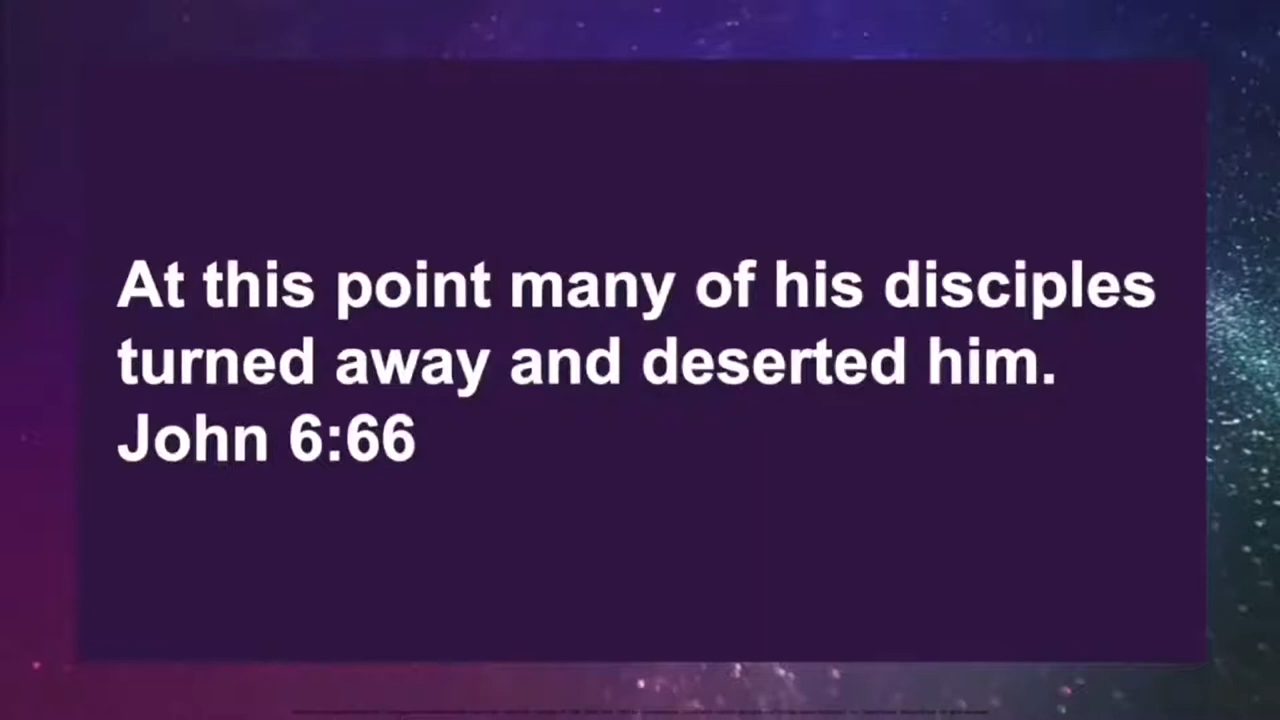 At this point many of his disciples
turned away and deserted him.
John 6:66